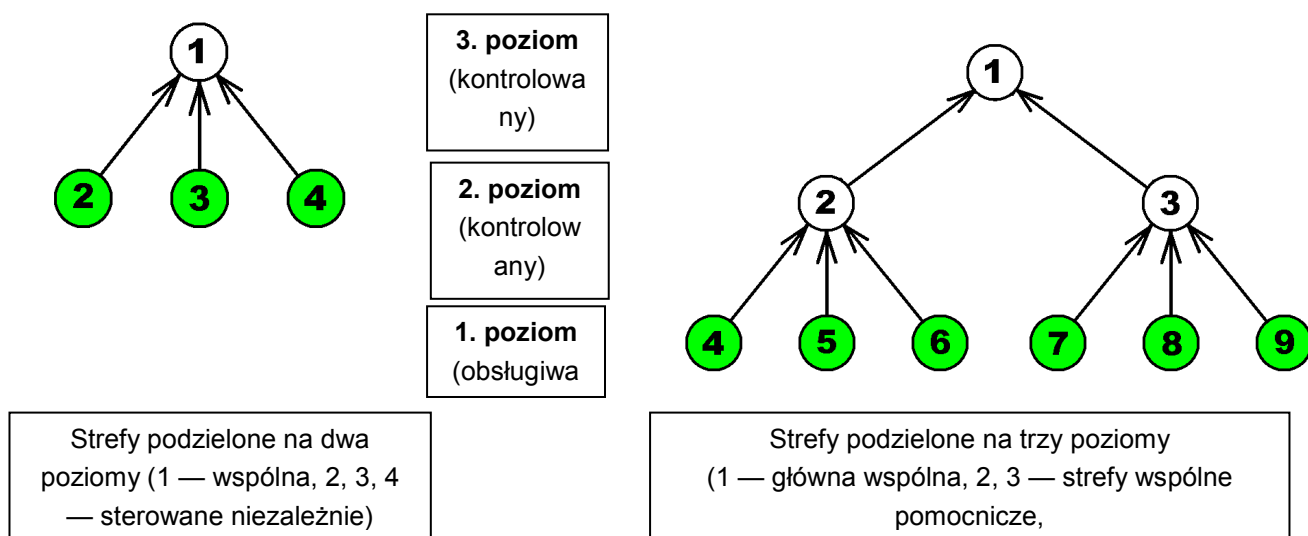 1
2 3 4
3. poziom
(kontrolowa
ny)
2. poziom
(kontrolow
any)
1. poziom
(obsługiwa
1
2 3
4 5 6 7 8 9
Strefy podzielone na dwa
poziomy (1 — wspólna, 2, 3, 4
— sterowane niezależnie)
Strefy podzielone na trzy poziomy
(1 — główna wspólna, 2, 3 — strefy wspólne
pomocnicze,